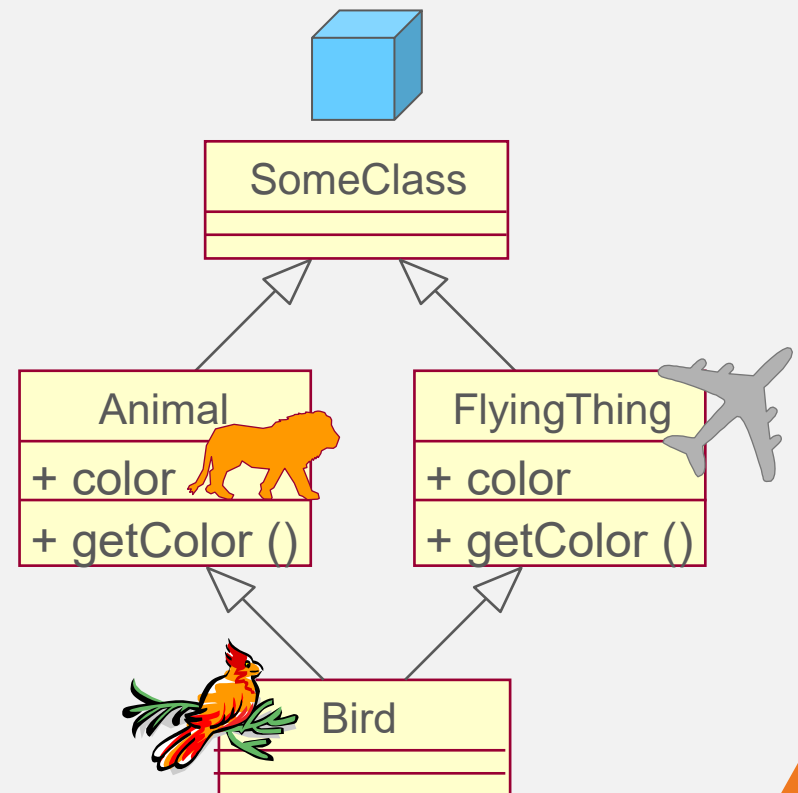 SomeClass
Animal
+ color
+ getColor ()
FlyingThing
+ color
+ getColor ()
Bird